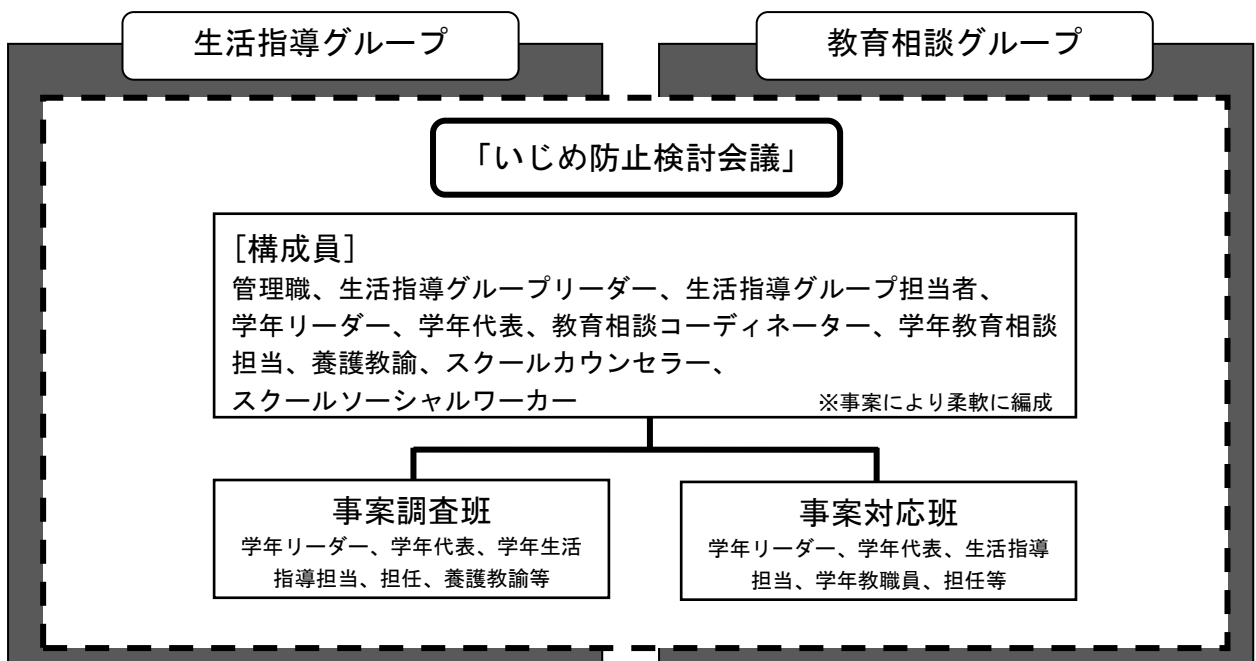 生活指導グループ
教育相談グループ
「いじめ防止検討会議」
［構成員］
管理職、生活指導グループリーダー、生活指導グループ担当者、
学年リーダー、学年代表、教育相談コーディネーター、学年教育相談
担当、養護教諭、スクールカウンセラー、
スクールソーシャルワーカー ※事案により柔軟に編成
事案調査班
学年リーダー、学年代表、学年生活
指導担当、担任、養護教諭等
事案対応班
学年リーダー、学年代表、生活指導
担当、学年教職員、担任等